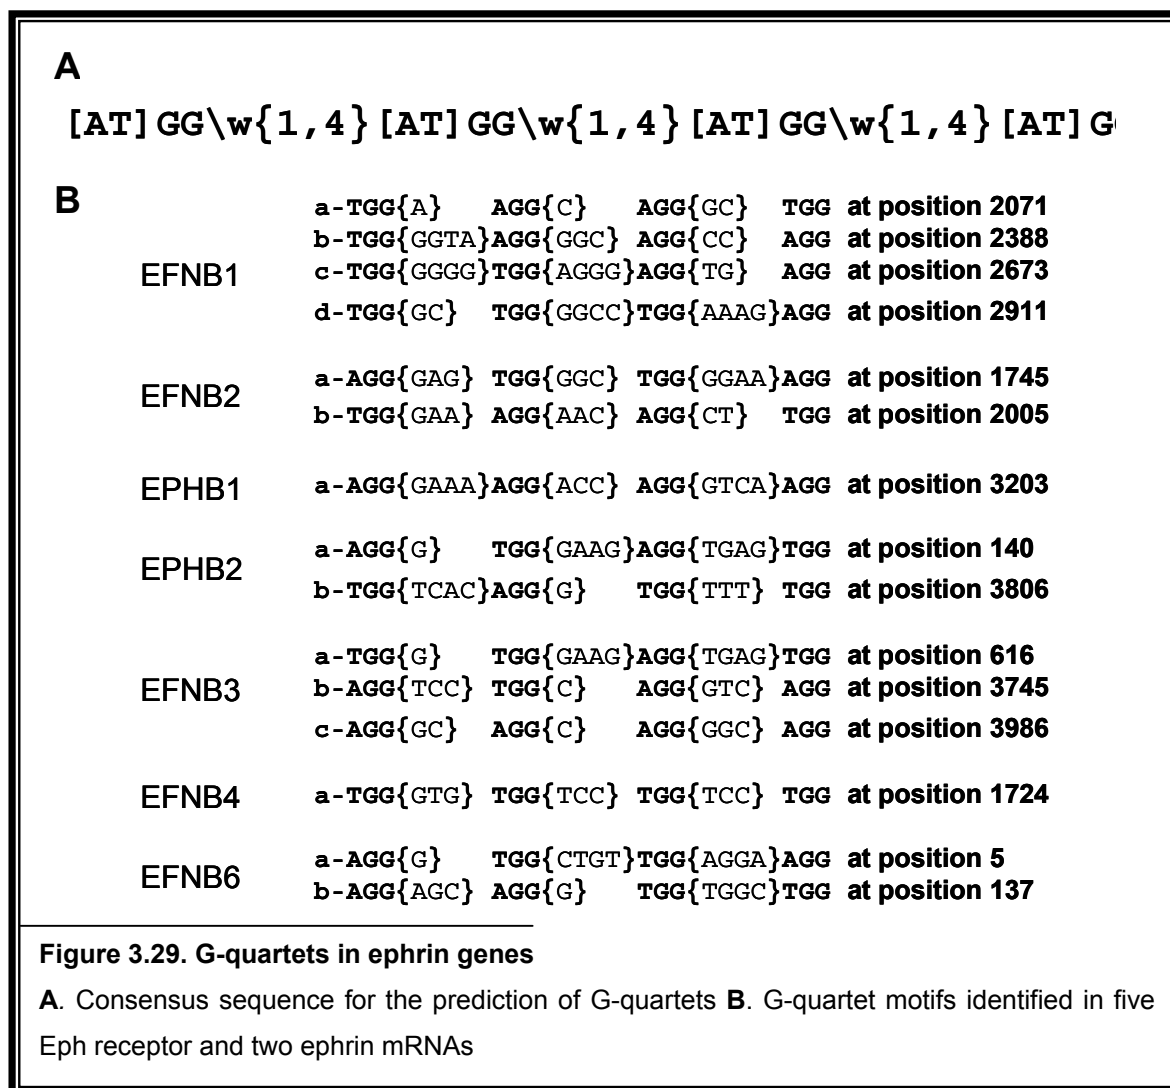 A
[AT]GG\w{1,4}[AT]GG\w{1,4}[AT]GG\w{1,4}[AT]G
B
EFNB1
a-TGG{A} AGG{C} AGG{GC} TGG at position 2071
b-TGG{GGTA}AGG{GGC} AGG{CC} AGG at position 2388
c-TGG{GGGG}TGG{AGGG}AGG{TG} AGG at position 2673
d-TGG{GC} TGG{GGCC}TGG{AAAG}AGG at position 2911
EFNB2
a-AGG{GAG} TGG{GGC} TGG{GGAA}AGG at position 1745
b-TGG{GAA} AGG{AAC} AGG{CT} TGG at position 2005
EPHB1
a-AGG{GAAA}AGG{ACC} AGG{GTCA}AGG at position 3203
EPHB2
a-AGG{G} TGG{GAAG}AGG{TGAG}TGG at position 140
b-TGG{TCAC}AGG{G} TGG{TTT} TGG at position 3806
EFNB3
a-TGG{G} TGG{GAAG}AGG{TGAG}TGG at position 616
b-AGG{TCC} TGG{C} AGG{GTC} AGG at position 3745
c-AGG{GC} AGG{C} AGG{GGC} AGG at position 3986
EFNB4
a-TGG{GTG} TGG{TCC} TGG{TCC} TGG at position 1724
EFNB6
a-AGG{G} TGG{CTGT}TGG{AGGA}AGG at position 5
b-AGG{AGC} AGG{G} TGG{TGGC}TGG at position 137
Figure 3.29. G-quartets in ephrin genes
A. Consensus sequence for the prediction of G-quartets B. G-quartet motifs identified in five
Eph receptor and two ephrin mRNAs